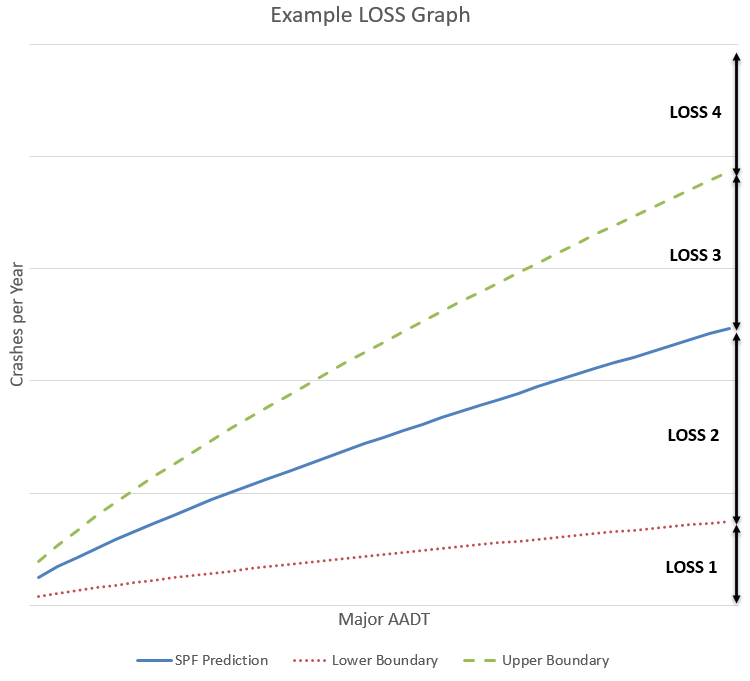 Example LOSS Graph
LOSS 4
LOSS 3
Crashes per Year
LOSS 2
LOSS 1
Major AADT
SPF Prediction
Lower Boundary
Upper Boundary